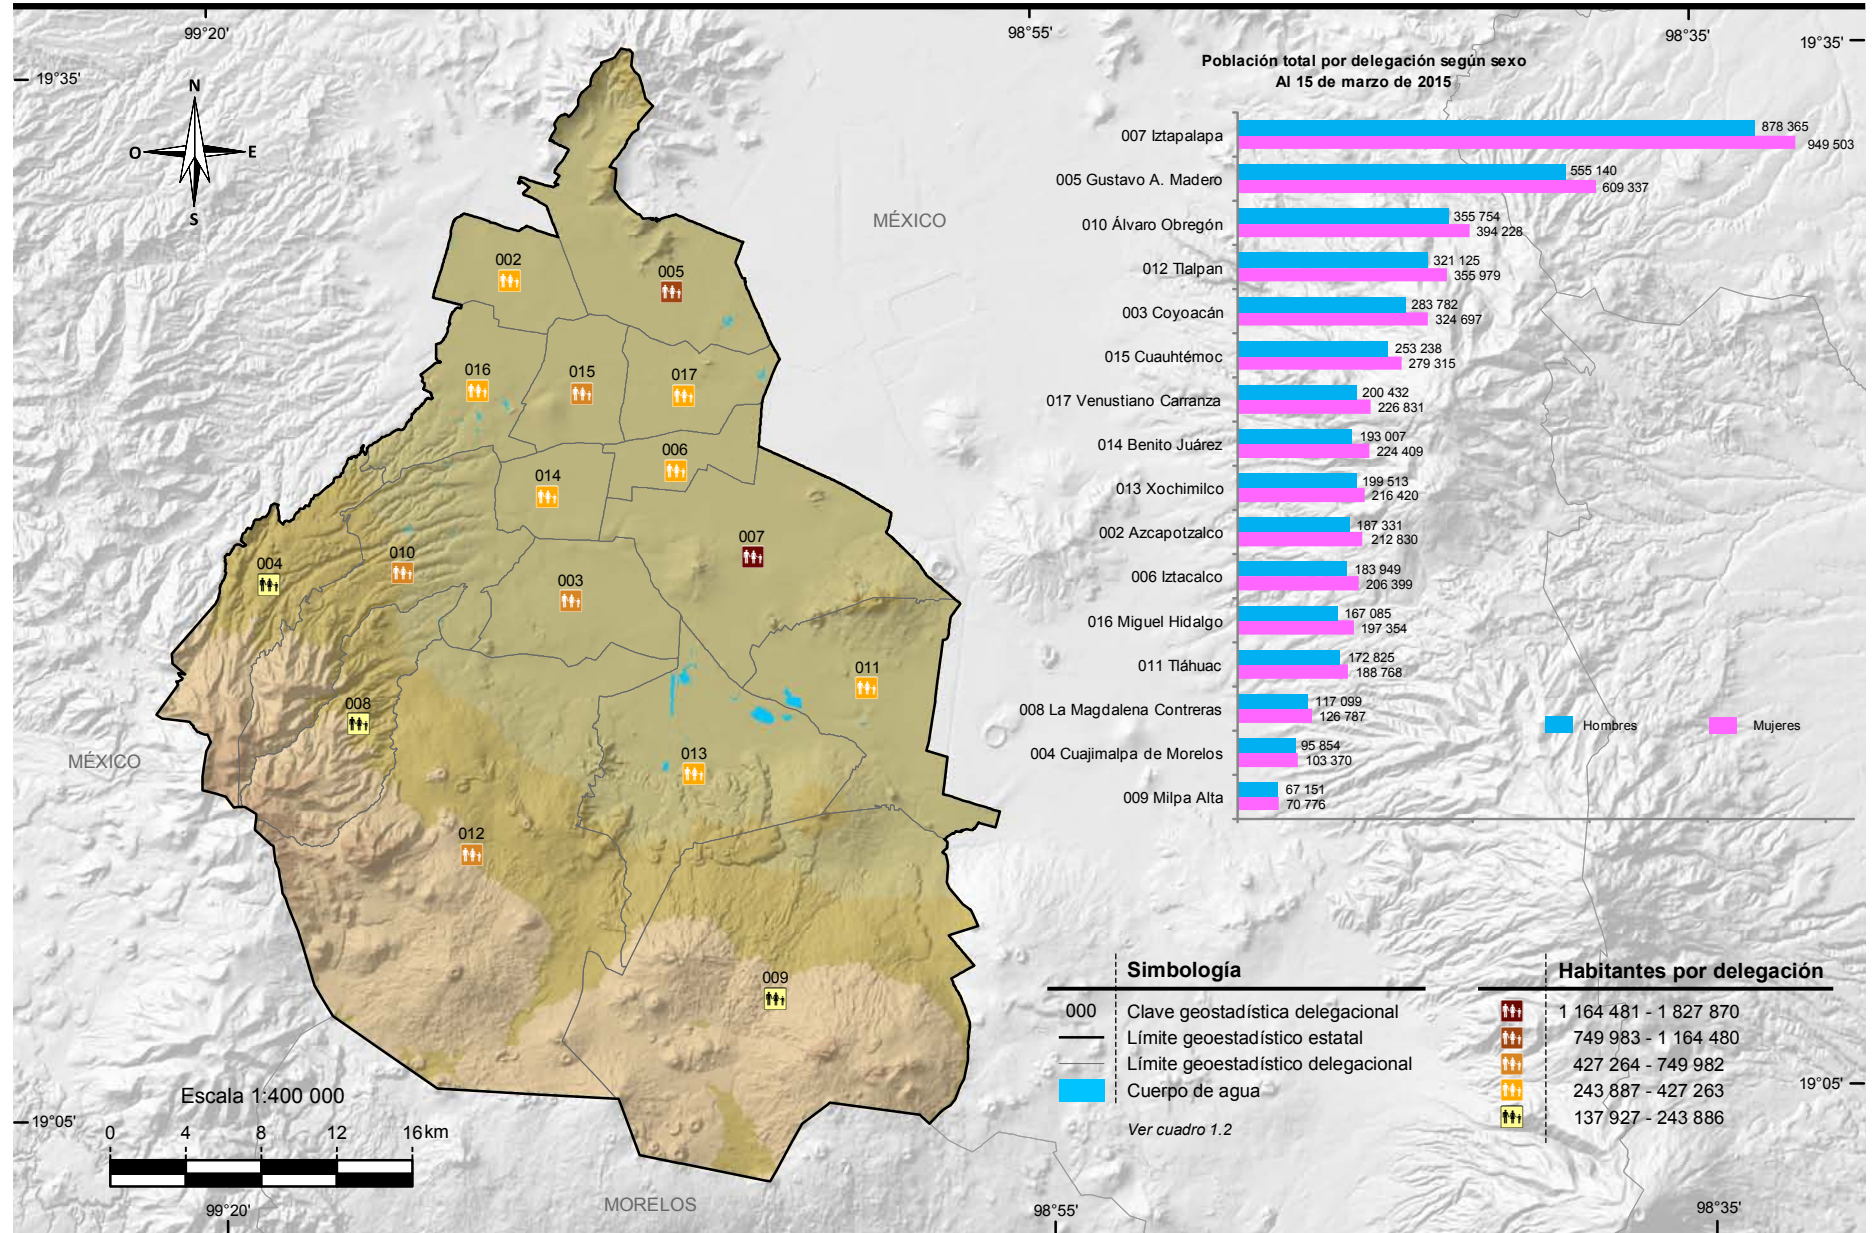 99°20'
98°55'
98°35'
19°35'
19°35'
N
O
E
S
Población total por delegación según sexo
Al 15 de marzo de 2015
007 Iztapalapa
878 365
949 503
005 Gustavo A. Madero
555 140
609 337
010 Álvaro Obregón
355 754
394 228
012 Tlalpan
321 125
355 979
003 Coyoacán
283 782
324 697
015 Cuauhtémoc
253 238
279 315
017 Venustiano Carranza
200 432
226 831
014 Benito Juárez
193 007
224 409
013 Xochimilco
199 513
216 420
002 Azcapotzalco
187 331
212 830
006 Iztacalco
183 949
206 399
016 Miguel Hidalgo
167 085
197 354
011 Tláhuac
172 825
188 768
008 La Magdalena Contreras
117 099
126 787
004 Cuajimalpa de Morelos
95 854
103 370
009 Milpa Alta
67 151
70 776
Hombres
Mujeres
MÉXICO
002
005
016
015
017
006
014
007
010
004
003
011
008
MÉXICO
013
012
009
Simbología
000 Clave geostadística delegacional
Límite geoestadístico estatal
Límite geoestadístico delegacional
Cuerpo de agua
Ver cuadro 1.2
Habitantes por delegación
1 164 481 - 1 827 870
749 983 - 1 164 480
427 264 - 749 982
243 887 - 427 263
137 927 - 243 886
Escala 1:400 000
0 4 8 12 16 km
19°05'
19°05'
MORELOS
99°20'
98°55'
98°35'